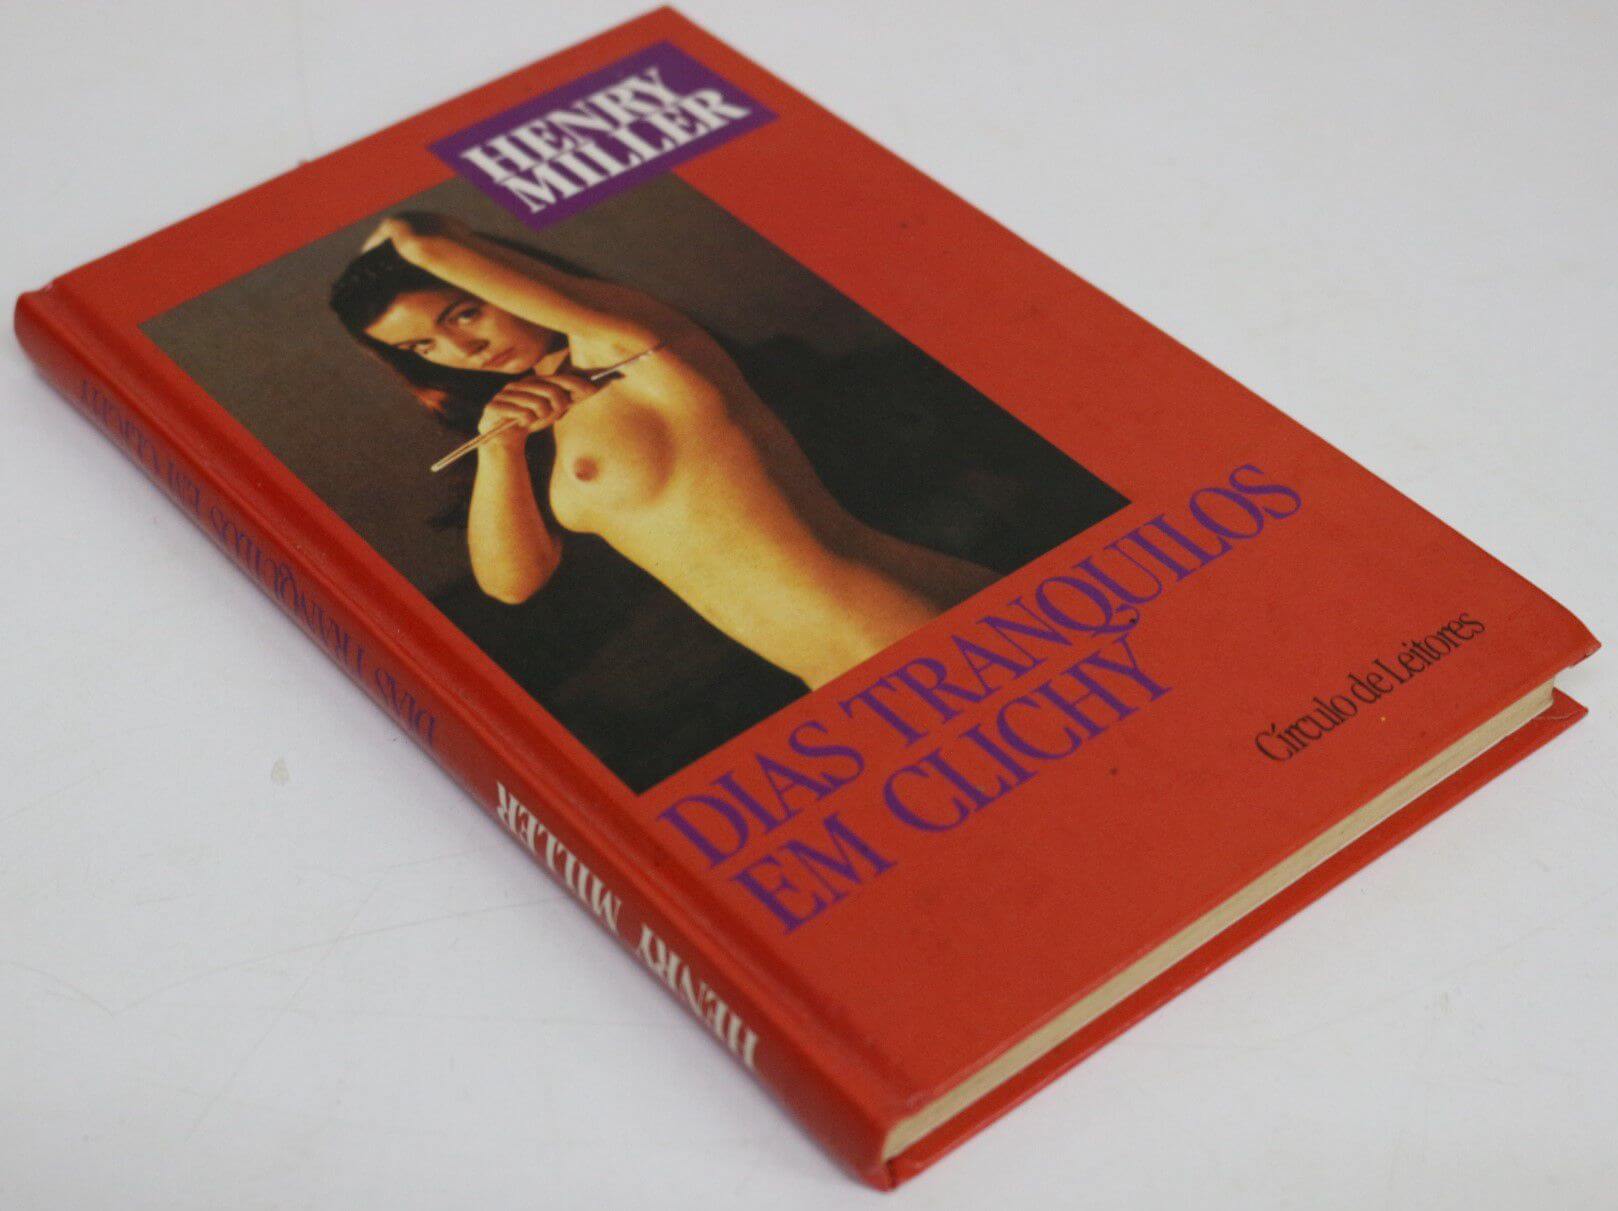 HENRY
MILLER
DIAS TRANQUILOS
EM CLICHY
Círculo de Leitores
HENRY MILLER
DIAS TRANQUILOS EM CLICHY